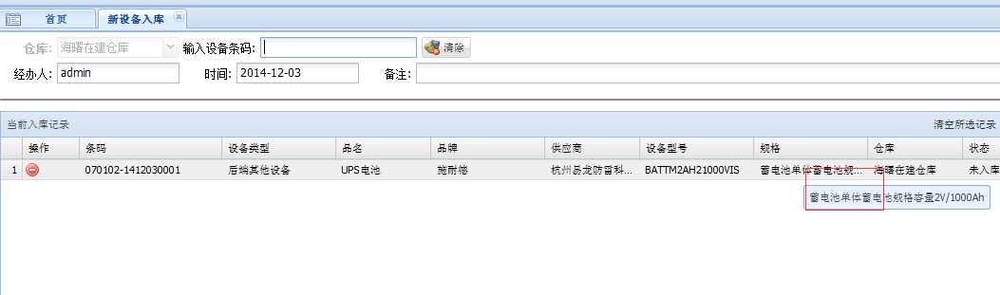 首页 新设备入库
仓库: 海曙在建仓库 输入设备条码: 清除
经办人: admin 时间: 2014-12-03 备注:
当前入库记录 清空所选记录
操作 条码 设备类型 品名 品牌 供应商 设备型号 规格 仓库 状态
1 070102-1412030001 后端其他设备 UPS电池 施耐德 杭州易龙防雷科... BATTM2AH21000VIS 蓄电池单体蓄电池规... 海曙在建仓库 未入库
蓄电池单体蓄电池规格容量2V/1000Ah